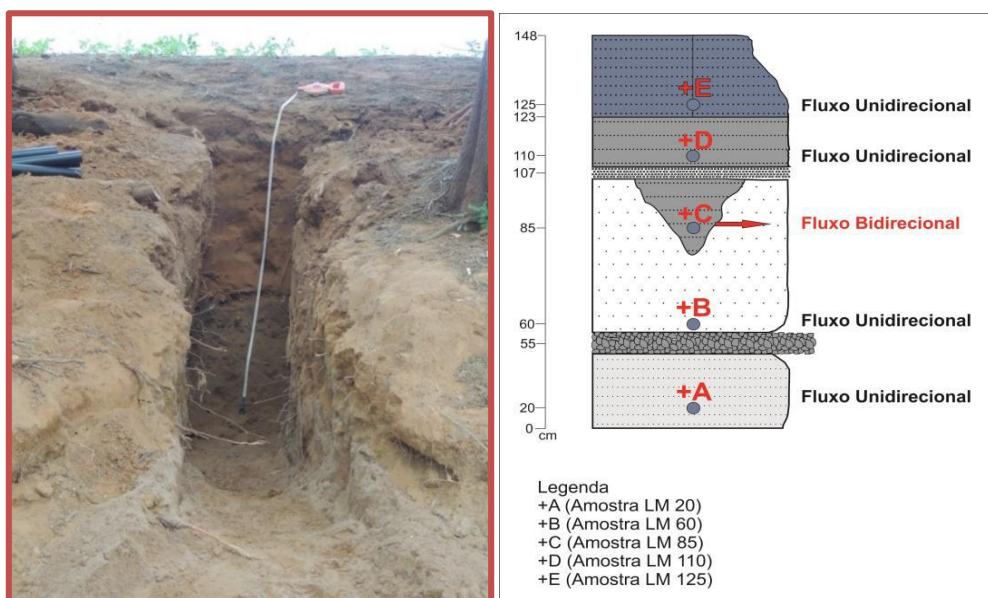 148
+E
125
Fluxo Unidirecional
123
+D
110
Fluxo Unidirecional
107
+C
85
Fluxo Bidirecional
+B
60
Fluxo Unidirecional
55
+A
Fluxo Unidirecional
20
0
cm
Legenda
+A (Amostra LM 20)
+B (Amostra LM 60)
+C (Amostra LM 85)
+D (Amostra LM 110)
+E (Amostra LM 125)